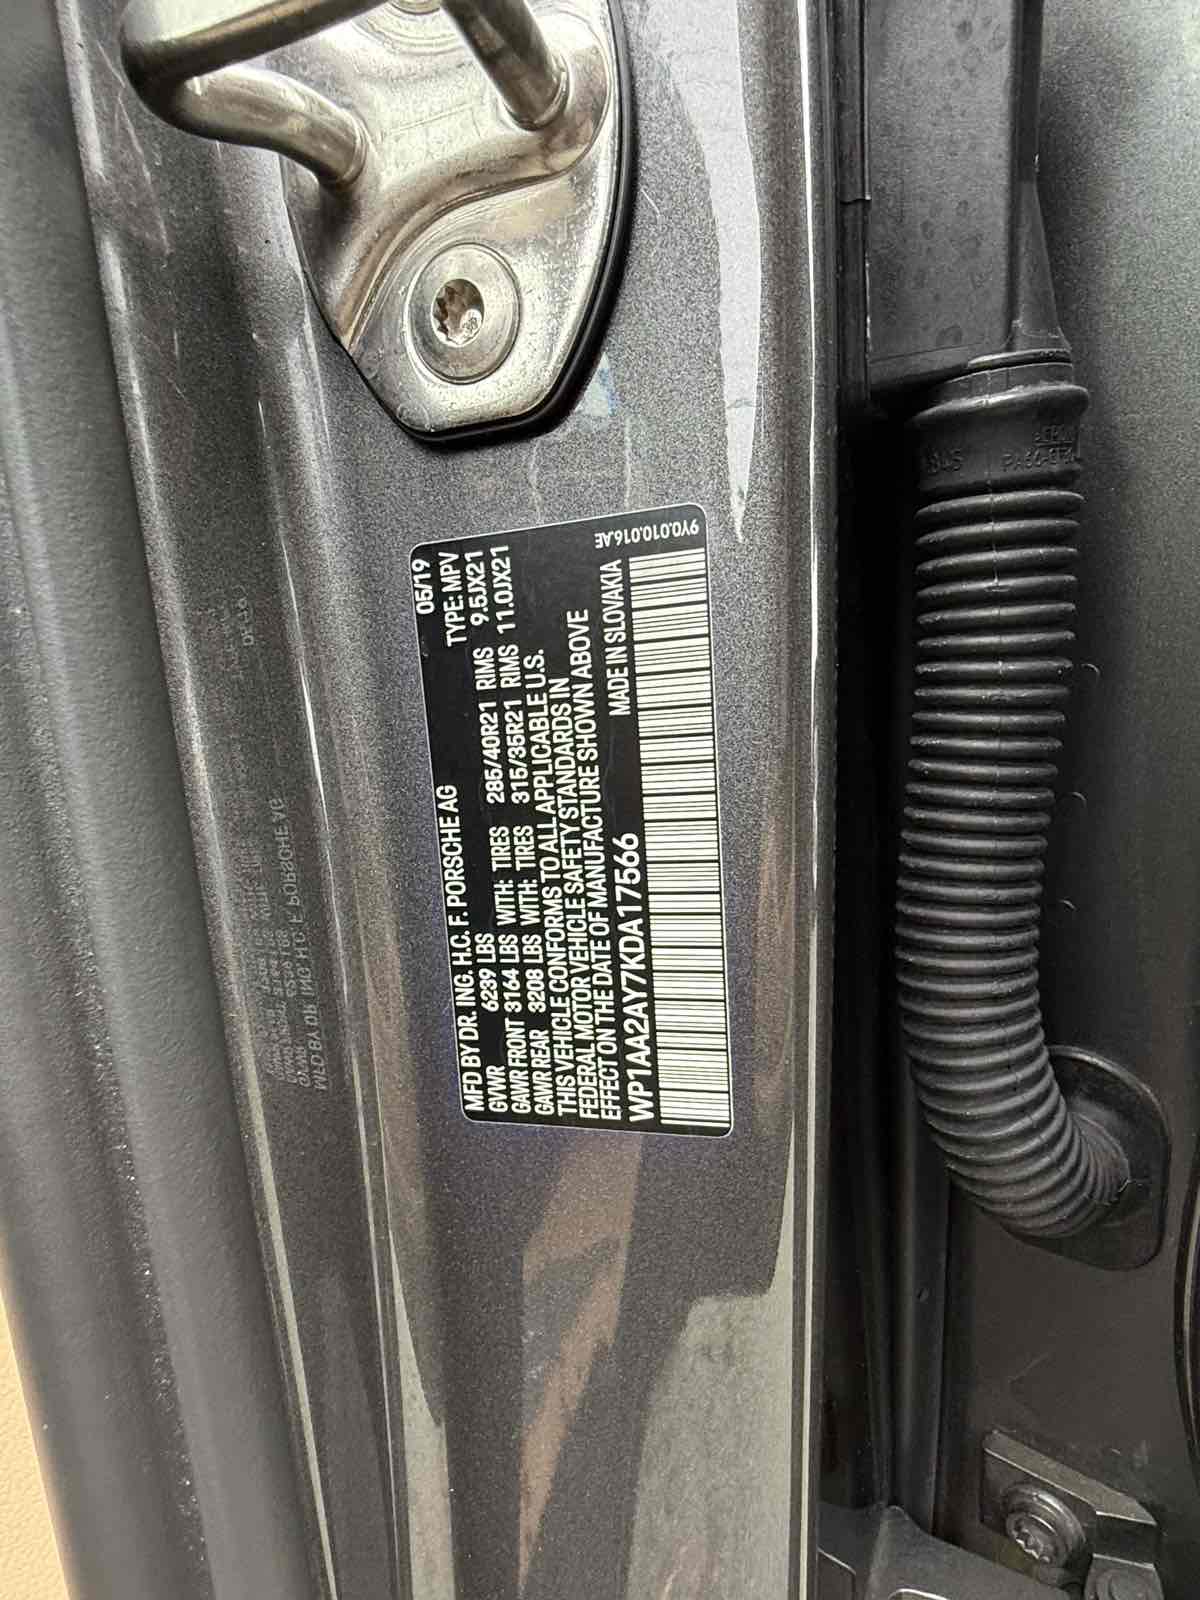 05/19
MFD BY DR. ING. H.C. F. PORSCHE AG TYPE: MPV
GVWR 6239 LBS
GAWR FRONT 3164 LBS WITH: TIRES 285/40R21 RIMS 9.5JX21
GAWR REAR 3208 LBS WITH: TIRES 315/35R21 RIMS 11.0JX21
THIS VEHICLE CONFORMS TO ALL APPLICABLE U.S.
FEDERAL MOTOR VEHICLE SAFETY STANDARDS IN
EFFECT ON THE DATE OF MANUFACTURE SHOWN ABOVE
WP1AA2AY7KDA17566 MADE IN SLOVAKIA
9Y0.010.016.AE